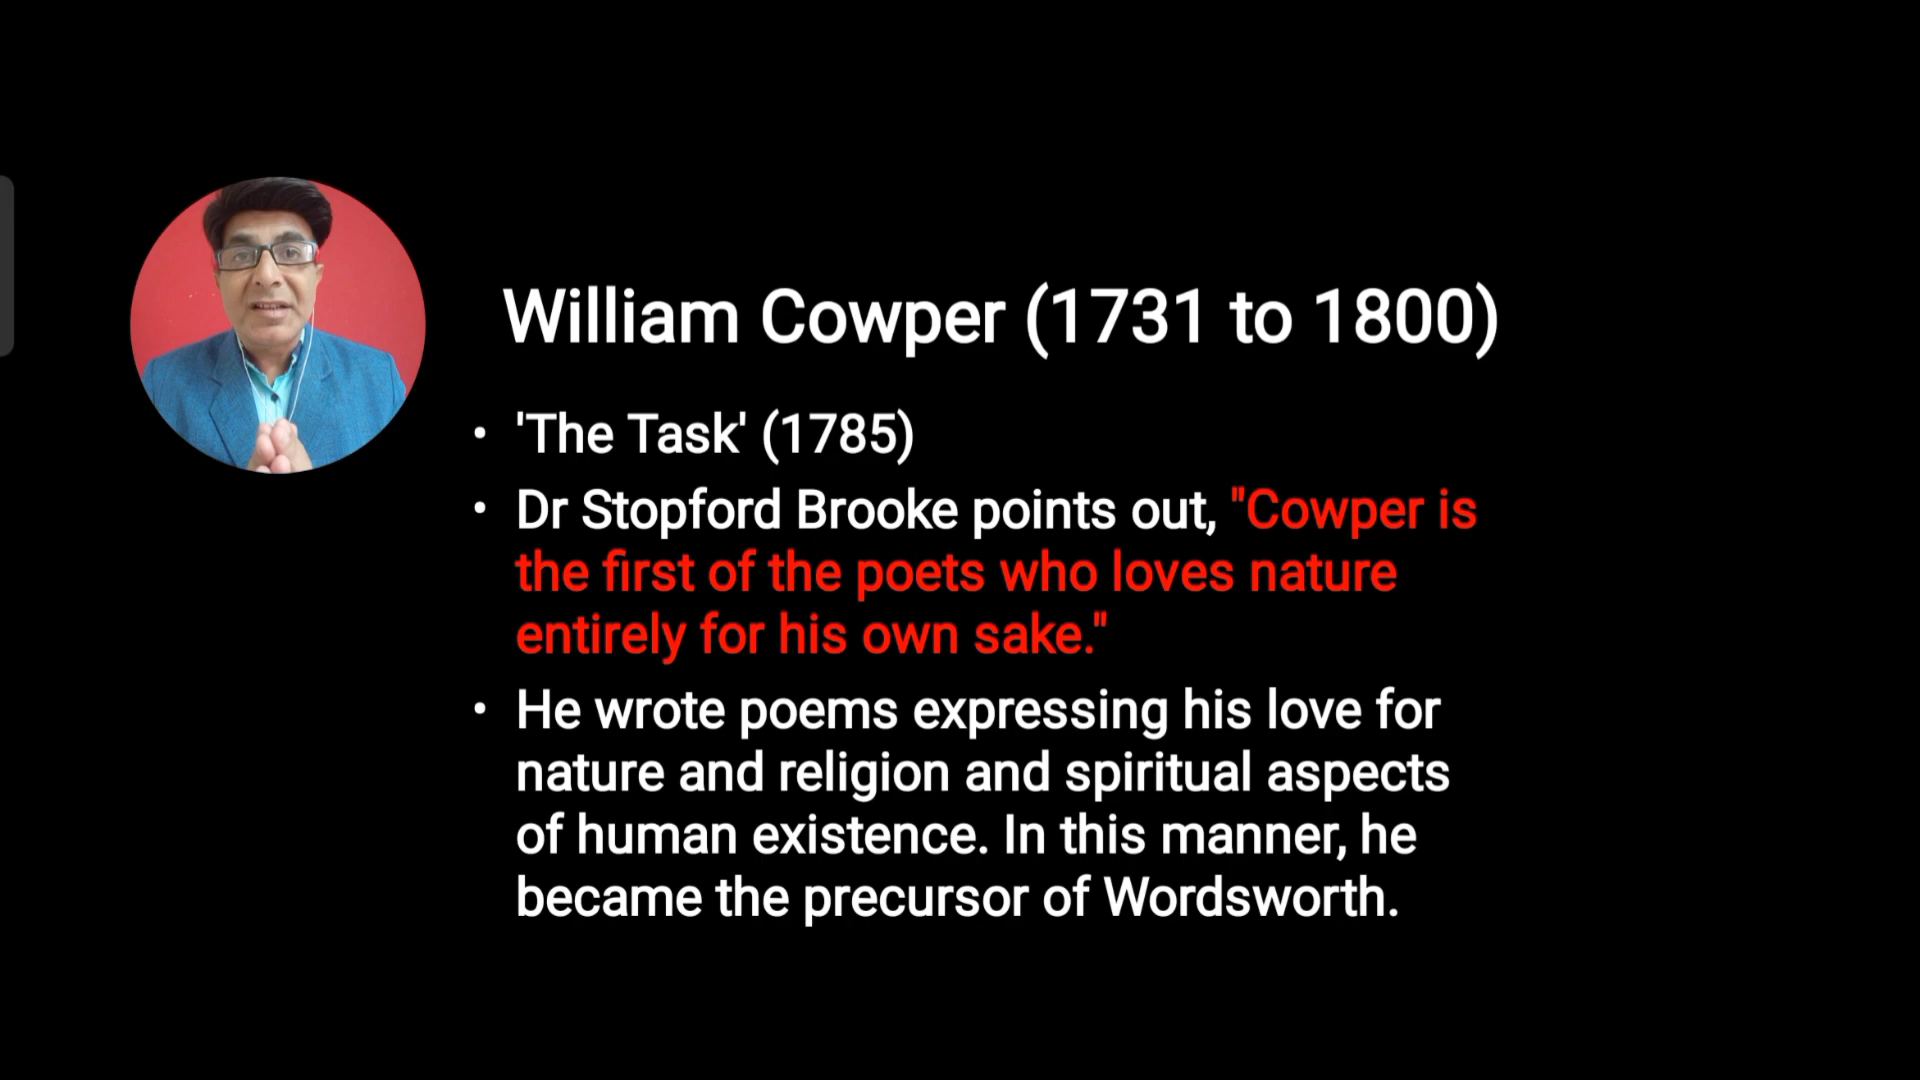 William Cowper (1731 to 1800)
• 'The Task' (1785)
• Dr Stopford Brooke points out, "Cowper is
the first of the poets who loves nature
entirely for his own sake."
• He wrote poems expressing his love for
nature and religion and spiritual aspects
of human existence. In this manner, he
became the precursor of Wordsworth.